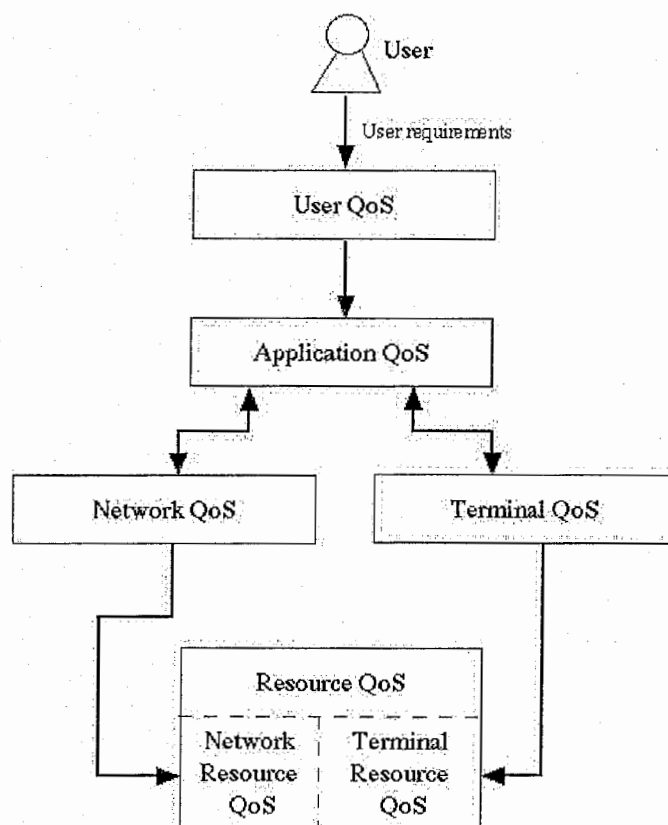 User
User requirements
User QoS
Application QoS
Network QoS
Terminal QoS
Resource QoS
Network
Resource
QoS
Terminal
Resource
QoS